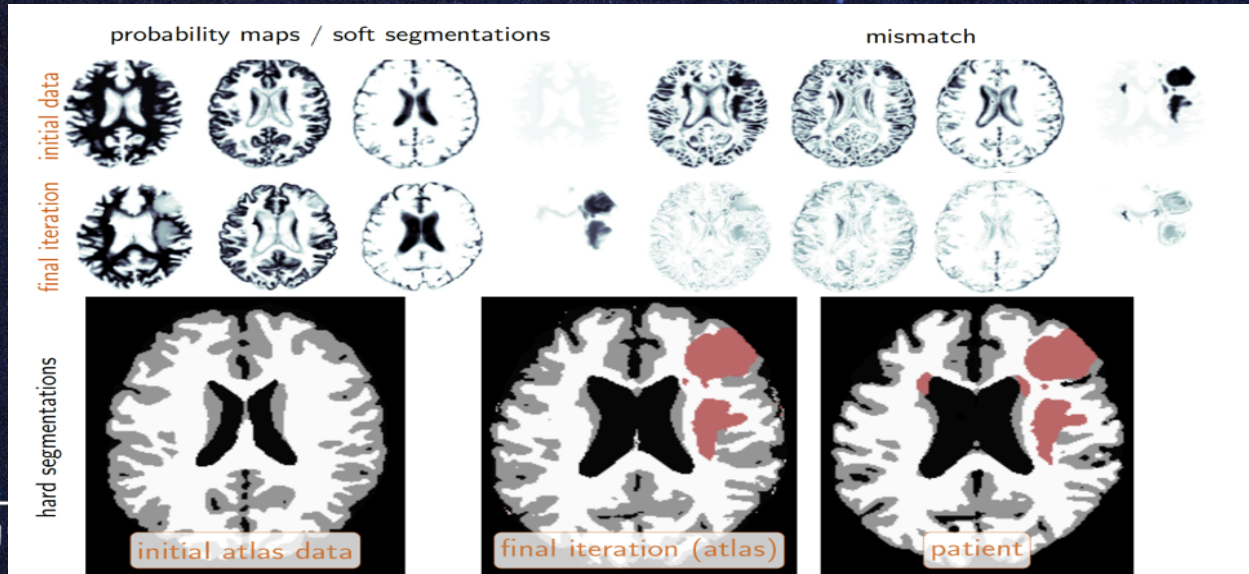 probability maps / soft segmentations
mismatch
initial data
final iteration
hard segmentations
initial atlas data
final iteration (atlas)
patient